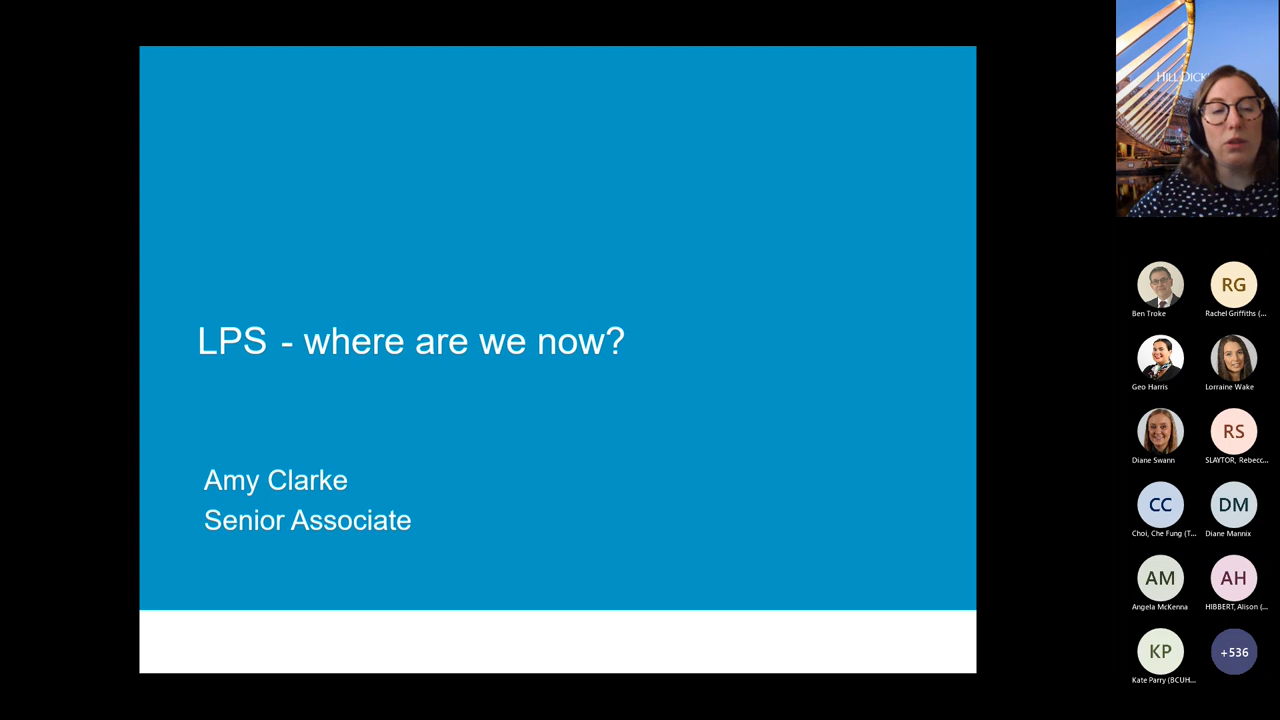 LPS - where are we now?
Amy Clarke
Senior Associate
HILL DICK
Ben Troke
RG
Rachel Griffiths (...
Geo Harris
Lorraine Wake
Diane Swann
RS
SLAYTOR, Rebecc...
CC
Choi, Che Fung (T...
DM
Diane Mannix
AM
Angela McKenna
AH
HIBBERT, Alison (...
KP
Kate Parry (BCUH...
+536